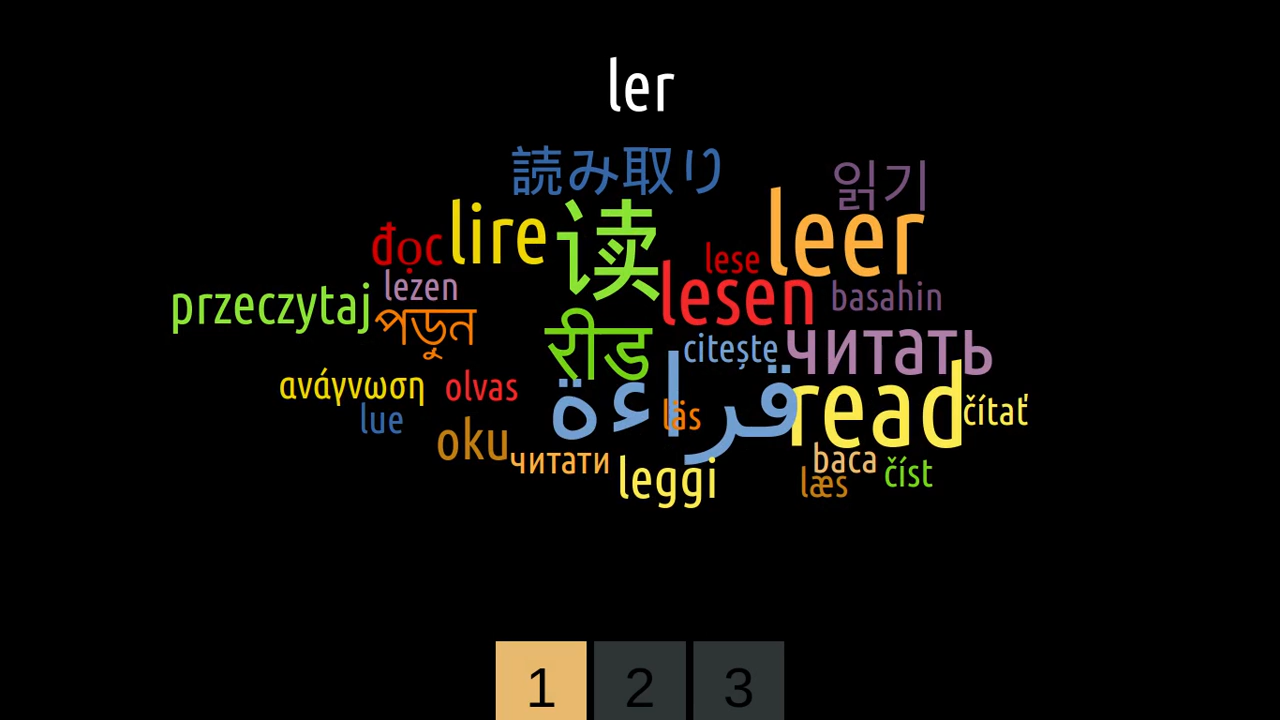 ler
読み取り
읽기
đọc
lire
读
leer
lese
lezen
lesen
basahin
przeczytaj
পড়ুন
रीड
citește
читать
ανάγνωση
olvas
قراءة
läs
read
čítať
lue
oku
читати
leggi
baca
læs
číst
1 2 3